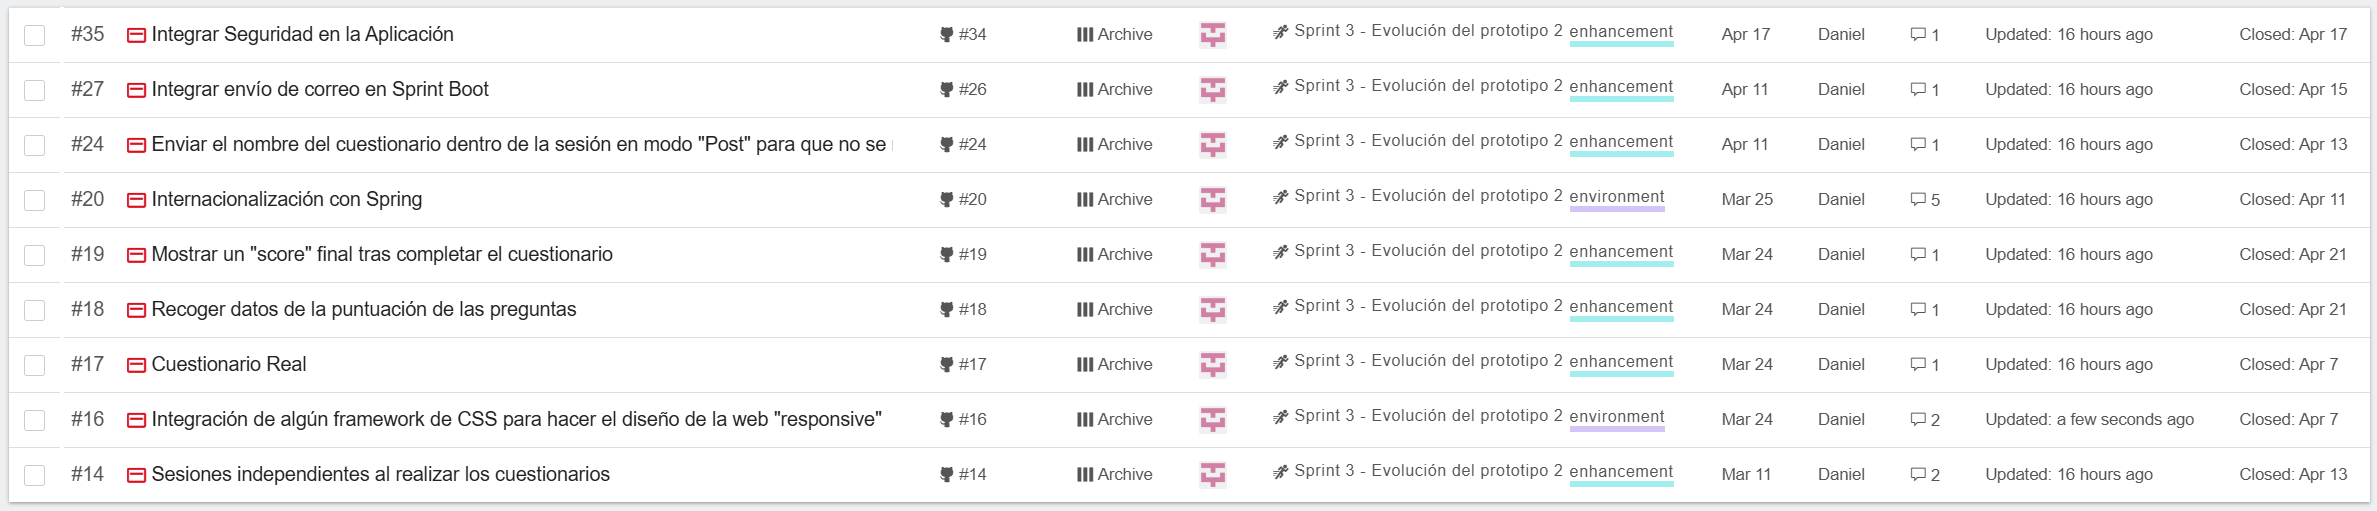 #35 Integrar Seguridad en la Aplicación #34 Archive Sprint 3 - Evolución del prototipo 2 enhancement Apr 17 Daniel 1 Updated: 16 hours ago Closed: Apr 17
#27 Integrar envío de correo en Sprint Boot #26 Archive Sprint 3 - Evolución del prototipo 2 enhancement Apr 11 Daniel 1 Updated: 16 hours ago Closed: Apr 15
#24 Enviar el nombre del cuestionario dentro de la sesión en modo "Post" para que no se #24 Archive Sprint 3 - Evolución del prototipo 2 enhancement Apr 11 Daniel 1 Updated: 16 hours ago Closed: Apr 13
#20 Internacionalización con Spring #20 Archive Sprint 3 - Evolución del prototipo 2 environment Mar 25 Daniel 5 Updated: 16 hours ago Closed: Apr 11
#19 Mostrar un "score" final tras completar el cuestionario #19 Archive Sprint 3 - Evolución del prototipo 2 enhancement Mar 24 Daniel 1 Updated: 16 hours ago Closed: Apr 21
#18 Recoger datos de la puntuación de las preguntas #18 Archive Sprint 3 - Evolución del prototipo 2 enhancement Mar 24 Daniel 1 Updated: 16 hours ago Closed: Apr 21
#17 Cuestionario Real #17 Archive Sprint 3 - Evolución del prototipo 2 enhancement Mar 24 Daniel 1 Updated: 16 hours ago Closed: Apr 7
#16 Integración de algún framework de CSS para hacer el diseño de la web "responsive" #16 Archive Sprint 3 - Evolución del prototipo 2 environment Mar 24 Daniel 2 Updated: a few seconds ago Closed: Apr 7
#14 Sesiones independientes al realizar los cuestionarios #14 Archive Sprint 3 - Evolución del prototipo 2 enhancement Mar 11 Daniel 2 Updated: 16 hours ago Closed: Apr 13